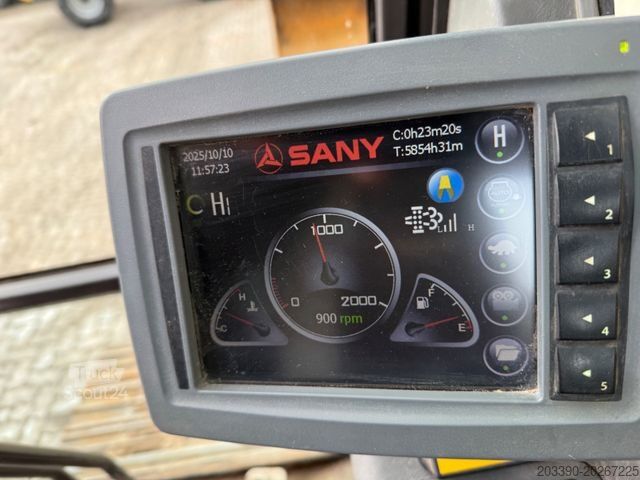 2025/10/10
11:57:23
SANY
C:0h23m20s
T:5854h31m
H
1
AUTO
2
H
1000
H
3
0
2000
900 rpm
H
C
F
E
4
5
Truck
Scout24
203390-20267225